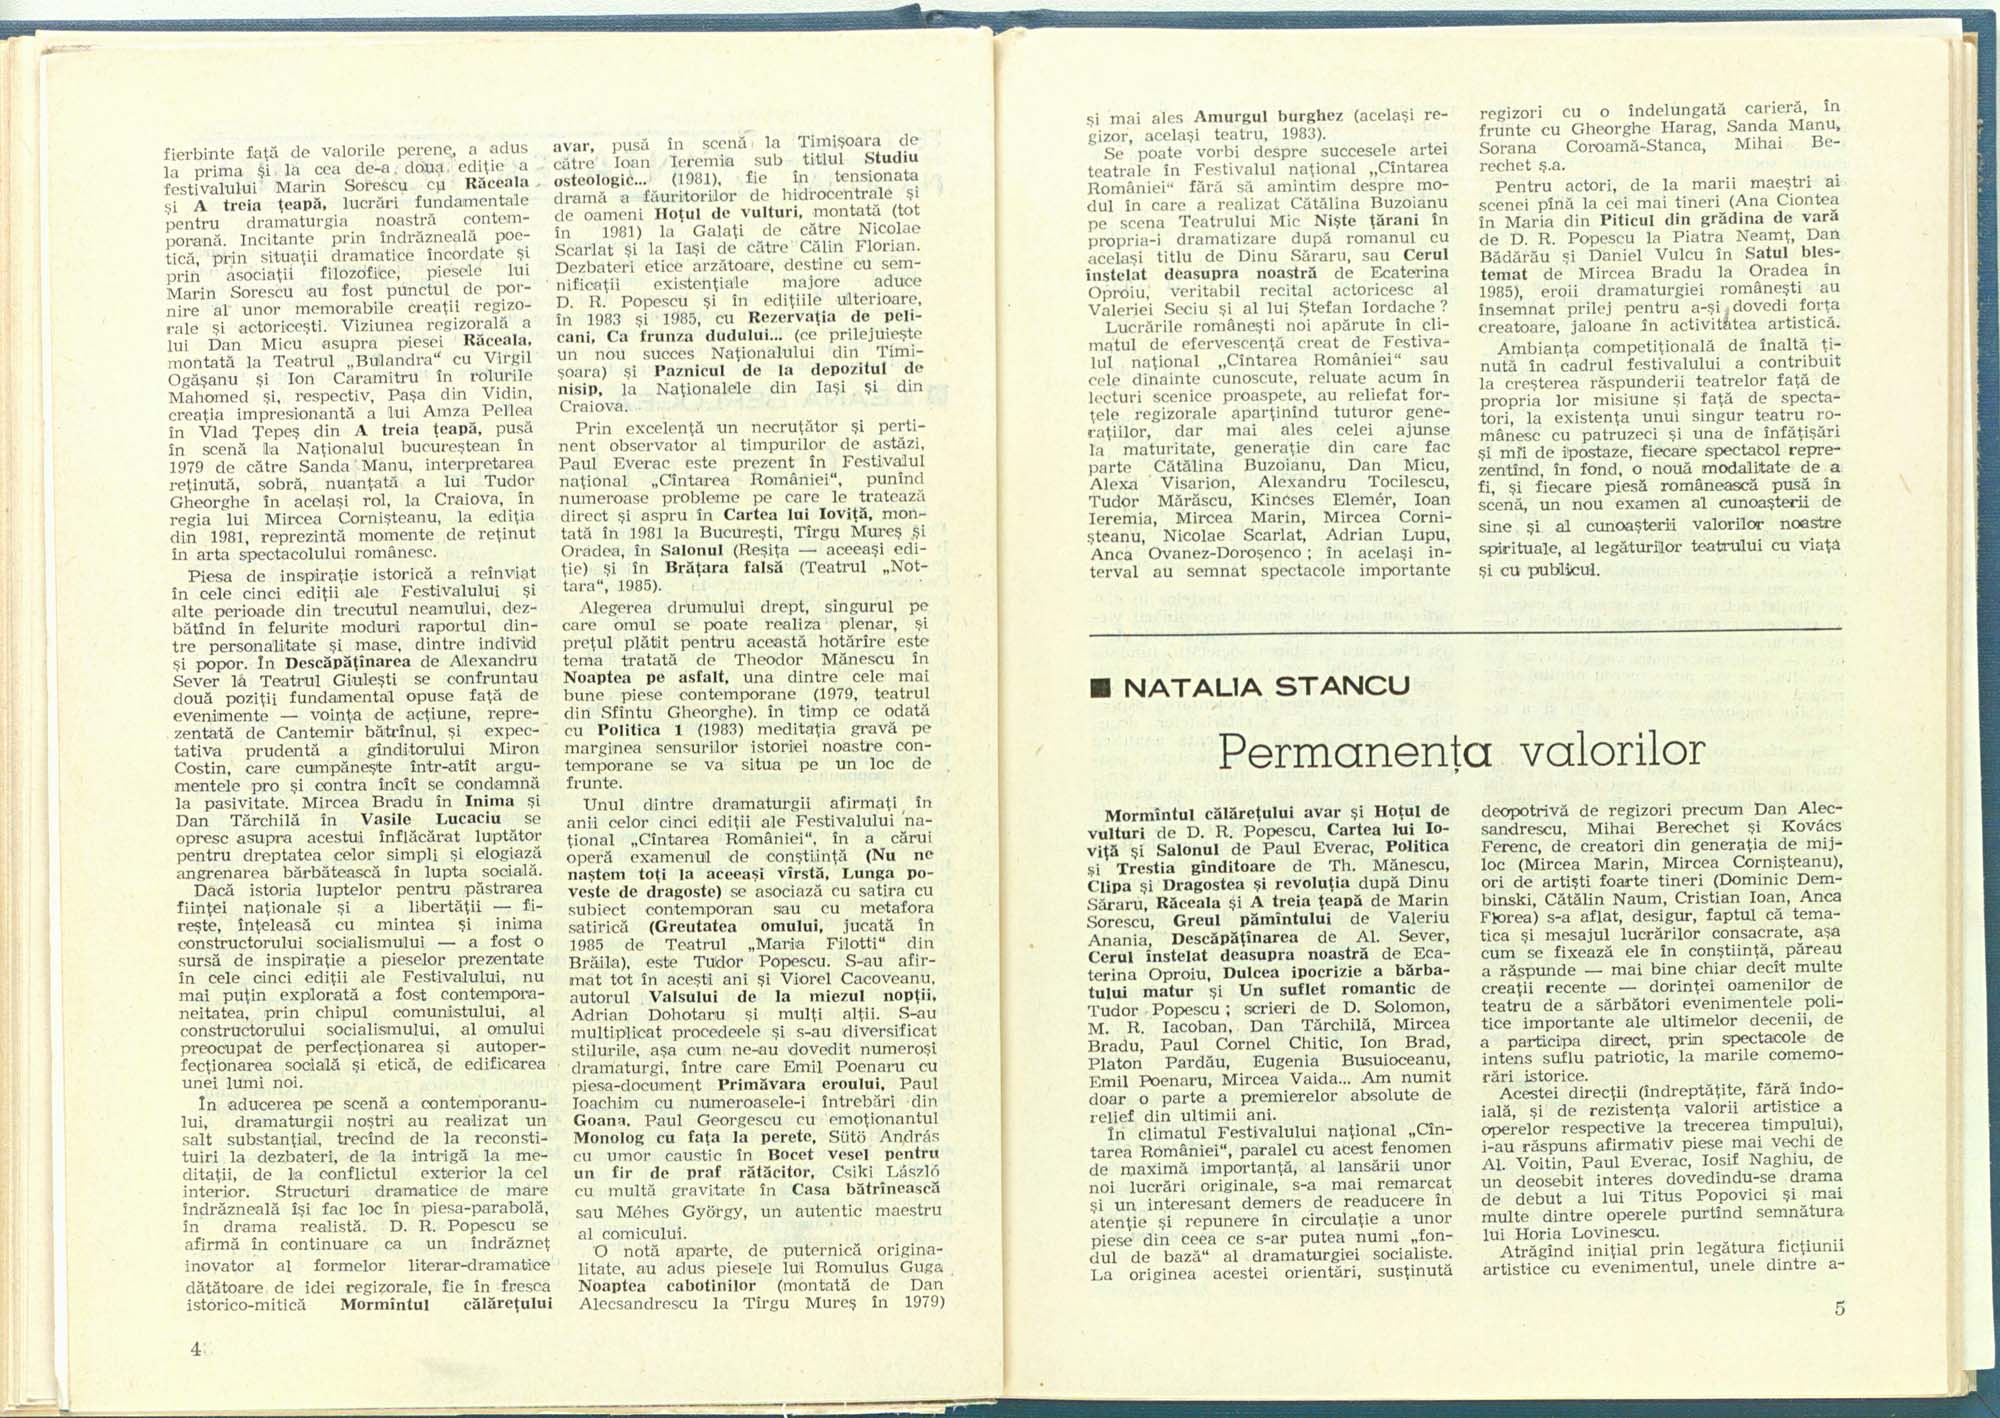 fierbinte față de valorile perene, a adus
la prima și la cea de-a doua ediție a
festivalului Marin Sorescu cu Răceala
și A treia țeapă, lucrări fundamentale
pentru dramaturgia noastră contem-
porană. Incitante prin îndrăzneală poe-
tică, prin situații dramatice încordate și
prin asociații filozofice, piesele lui
Marin Sorescu au fost punctul de por-
nire al unor memorabile creații regizo-
rale și actoricești. Viziunea regizorală a
lui Dan Micu asupra piesei Răceala,
montată la Teatrul „Bulandra“ cu Virgil
Ogășanu și Ion Caramitru în rolurile
Mahomed și, respectiv, Pașa din Vidin,
creația impresionantă a lui Amza Pellea
în Vlad Țepeș din A treia țeapă, pusă
în scenă la Naționalul bucureștean în
1979 de către Sanda Manu, interpretarea
reținută, sobră, nuanțată a lui Tudor
Gheorghe în același rol, la Craiova, în
regia lui Mircea Cornișteanu, la ediția
din 1981, reprezintă momente de reținut
în arta spectacolului românesc.
Piesa de inspirație istorică a reînviat
în cele cinci ediții ale Festivalului și
alte perioade din trecutul neamului, dez-
bătînd în felurite moduri raportul din-
tre personalitate și mase, dintre individ
și popor. În Descăpățînarea de Alexandru
Sever la Teatrul Giulești se confruntau
două poziții fundamental opuse față de
evenimente — voința de acțiune, repre-
zentată de Cantemir bătrînul, și expec-
tativa prudentă a gînditorului Miron
Costin, care cumpănește într-atît argu-
mentele pro și contra încît se condamnă
la pasivitate. Mircea Bradu în Inima și
Dan Tărchilă în Vasile Lucaciu se
opresc asupra acestui înflăcărat luptător
pentru dreptatea celor simpli și elogiază
angrenarea bărbătească în lupta socială.
Dacă istoria luptelor pentru păstrarea
ființei naționale și a libertății — fi-
rește, înțeleasă cu mintea și inima
constructorului socialismului — a fost o
sursă de inspirație a pieselor prezentate
în cele cinci ediții ale Festivalului, nu
mai puțin explorată a fost contempora-
neitatea, prin chipul comunistului, al
constructorului socialismului, al omului
preocupat de perfecționarea și autoper-
fecționarea socială și etică, de edificarea
unei lumi noi.
În aducerea pe scenă a contemporanu-
lui, dramaturgii noștri au realizat un
salt substanțial, trecînd de la reconsti-
tuiri la dezbateri, de la intrigă la me-
ditații, de la conflictul exterior la cel
interior. Structuri dramatice de mare
îndrăzneală își fac loc în piesa-parabolă,
în drama realistă. D. R. Popescu se
afirmă în continuare ca un îndrăzneț
inovator al formelor literar-dramatice
dătătoare de idei regizorale, fie în fresca
istorico-mitică Mormîntul călărețului
avar, pusă în scenă la Timișoara de
către Ioan Ieremia sub titlul Studiu
osteologic... (1981), fie în tensionata
dramă a făuritorilor de hidrocentrale și
de oameni Hoțul de vulturi, montată (tot
în 1981) la Galați de către Nicolae
Scarlat și la Iași de către Călin Florian.
Dezbateri etice arzătoare, destine cu sem-
nificații existențiale majore aduce
D. R. Popescu și în edițiile ulterioare,
în 1983 și 1985, cu Rezervația de peli-
cani, Ca frunza dudului... (ce prilejuiește
un nou succes Naționalului din Timi-
șoara) și Paznicul de la depozitul de
nisip, la Naționalele din Iași și din
Craiova.
Prin excelență un necruțător și perti-
nent observator al timpurilor de astăzi,
Paul Everac este prezent în Festivalul
național „Cîntarea României“, punînd
numeroase probleme pe care le tratează
direct și aspru în Cartea lui Ioviță, mon-
tată în 1981 la București, Tîrgu Mureș și
Oradea, în Salonul (Reșița — aceeași edi-
ție) și în Brățara falsă (Teatrul „Not-
tara“, 1985).
Alegerea drumului drept, singurul pe
care omul se poate realiza plenar, și
prețul plătit pentru această hotărîre este
tema tratată de Theodor Mănescu în
Noaptea pe asfalt, una dintre cele mai
bune piese contemporane (1979, teatrul
din Sfîntu Gheorghe). în timp ce odată
cu Politica 1 (1983) meditația gravă pe
marginea sensurilor istoriei noastre con-
temporane se va situa pe un loc de
frunte.
Unul dintre dramaturgii afirmați în
anii celor cinci ediții ale Festivalului na-
țional „Cîntarea României“, în a cărui
operă examenul de conștiință (Nu ne
naștem toți la aceeași vîrstă, Lunga po-
veste de dragoste) se asociază cu satira cu
subiect contemporan sau cu metafora
satirică (Greutatea omului, jucată în
1985 de Teatrul „Maria Filotti“ din
Brăila), este Tudor Popescu. S-au afir-
mat tot în acești ani și Viorel Cacoveanu,
autorul Valsului de la miezul nopții,
Adrian Dohotaru și mulți alții. S-au
multiplicat procedeele și s-au diversificat
stilurile, așa cum ne-au dovedit numeroși
dramaturgi, între care Emil Poenaru cu
piesa-document Primăvara eroului, Paul
Ioachim cu numeroasele-i întrebări din
Goana, Paul Georgescu cu emoționantul
Monolog cu fața la perete, Sütö András
cu umor caustic în Bocet vesel pentru
un fir de praf rătăcitor, Csiki László
cu multă gravitate în Casa bătrînească
sau Méhes György, un autentic maestru
al comicului.
O notă aparte, de puternică origina-
litate, au adus piesele lui Romulus Guga
Noaptea cabotinilor (montată de Dan
Alecsandrescu la Tîrgu Mureș în 1979)
4
și mai ales Amurgul burghez (același re-
gizor, același teatru, 1983).
Se poate vorbi despre succesele artei
teatrale în Festivalul național „Cîntarea
României“ fără să amintim despre mo-
dul în care a realizat Cătălina Buzoianu
pe scena Teatrului Mic Niște țărani în
propria-i dramatizare după romanul cu
același titlu de Dinu Săraru, sau Cerul
înstelat deasupra noastră de Ecaterina
Oproiu, veritabil recital actoricesc al
Valeriei Seciu și al lui Ștefan Iordache ?
Lucrările românești noi apărute în cli-
matul de efervescență creat de Festiva-
lul național „Cîntarea României“ sau
cele dinainte cunoscute, reluate acum în
lecturi scenice proaspete, au reliefat for-
țele regizorale aparținînd tuturor gene-
rațiilor, dar mai ales celei ajunse
la maturitate, generație din care fac
parte Cătălina Buzoianu, Dan Micu,
Alexa Visarion, Alexandru Tocilescu,
Tudor Mărăscu, Kincses Elemér, Ioan
Ieremia, Mircea Marin, Mircea Corni-
șteanu, Nicolae Scarlat, Adrian Lupu,
Anca Ovanez-Doroșenco ; în același in-
terval au semnat spectacole importante
regizori cu o îndelungată carieră, în
frunte cu Gheorghe Harag, Sanda Manu,
Sorana Coroamă-Stanca, Mihai Be-
rechet ș.a.
Pentru actori, de la marii maeștri ai
scenei pînă la cei mai tineri (Ana Ciontea
în Maria din Piticul din grădina de vară
de D. R. Popescu la Piatra Neamț, Dan
Bădărău și Daniel Vulcu în Satul bles-
temat de Mircea Bradu la Oradea în
1985), eroii dramaturgiei românești au
însemnat prilej pentru a-și dovedi forța
creatoare, jaloane în activitatea artistică.
Ambianța competițională de înaltă ți-
nută în cadrul festivalului a contribuit
la creșterea răspunderii teatrelor față de
propria lor misiune și față de specta-
tori, la existența unui singur teatru ro-
mânesc cu patruzeci și una de înfățișări
și mii de ipostaze, fiecare spectacol repre-
zentînd, în fond, o nouă modalitate de a
fi, și fiecare piesă românească pusă în
scenă, un nou examen al cunoașterii de
sine și al cunoașterii valorilor noastre
spirituale, al legăturilor teatrului cu viața
și cu publicul.
■ NATALIA STANCU
Permanența valorilor
Mormîntul călărețului avar și Hoțul de
vulturi de D. R. Popescu, Cartea lui Io-
viță și Salonul de Paul Everac, Politica
și Trestia gînditoare de Th. Mănescu,
Clipa și Dragostea și revoluția după Dinu
Săraru, Răceala și A treia țeapă de Marin
Sorescu, Greul pămîntului de Valeriu
Anania, Descăpățînarea de Al. Sever,
Cerul înstelat deasupra noastră de Eca-
terina Oproiu, Dulcea ipocrizie a bărba-
tului matur și Un suflet romantic de
Tudor Popescu ; scrieri de D. Solomon,
M. R. Iacoban, Dan Tărchilă, Mircea
Bradu, Paul Cornel Chitic, Ion Brad,
Platon Pardău, Eugenia Busuioceanu,
Emil Poenaru, Mircea Vaida... Am numit
doar o parte a premierelor absolute de
relief din ultimii ani.
În climatul Festivalului național „Cîn-
tarea României“, paralel cu acest fenomen
de maximă importanță, al lansării unor
noi lucrări originale, s-a mai remarcat
și un interesant demers de readucere în
atenție și repunere în circulație a unor
piese din ceea ce s-ar putea numi „fon-
dul de bază“ al dramaturgiei socialiste.
La originea acestei orientări, susținută
deopotrivă de regizori precum Dan Alec-
sandrescu, Mihai Berechet și Kovács
Ferenc, de creatori din generația de mij-
loc (Mircea Marin, Mircea Cornișteanu),
ori de artiști foarte tineri (Dominic Dem-
binski, Cătălin Naum, Cristian Ioan, Anca
Florea) s-a aflat, desigur, faptul că tema-
tica și mesajul lucrărilor consacrate, așa
cum se fixează ele în conștiință, păreau
a răspunde — mai bine chiar decît multe
creații recente — dorinței oamenilor de
teatru de a sărbători evenimentele poli-
tice importante ale ultimelor decenii, de
a participa direct, prin spectacole de
intens suflu patriotic, la marile comemo-
rări istorice.
Acestei direcții (îndreptățite, fără îndo-
ială, și de rezistența valorii artistice a
operelor respective la trecerea timpului),
i-au răspuns afirmativ piese mai vechi de
Al. Voitin, Paul Everac, Iosif Naghiu, de
un deosebit interes dovedindu-se drama
de debut a lui Titus Popovici și mai
multe dintre operele purtînd semnătura
lui Horia Lovinescu.
Atrăgînd inițial prin legătura ficțiunii
artistice cu evenimentul, unele dintre a-
5